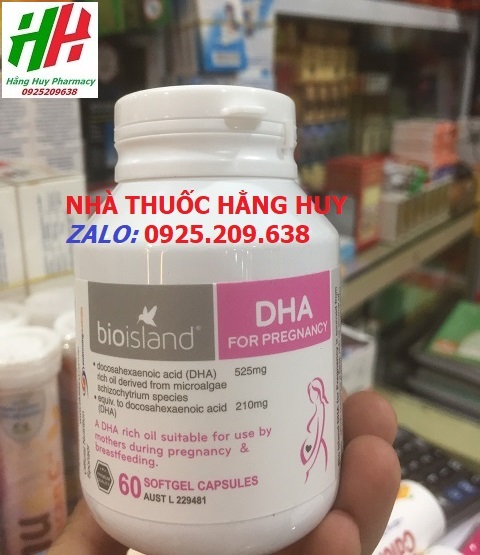 HH
Hằng Huy Pharmacy
0925209638
NHÀ THUỐC HẰNG HUY
ZALO: 0925.209.638
bioisland®
DHA
FOR PREGNANCY
• docosahexaenoic acid (DHA) 525mg
rich oil derived from microalgae
schizochytrium species
• equiv. to docosahexaenoic acid 210mg
(DHA)
A DHA rich oil suitable for use by
mothers during pregnancy &
breastfeeding.
60 SOFTGEL CAPSULES
AUST L 229481